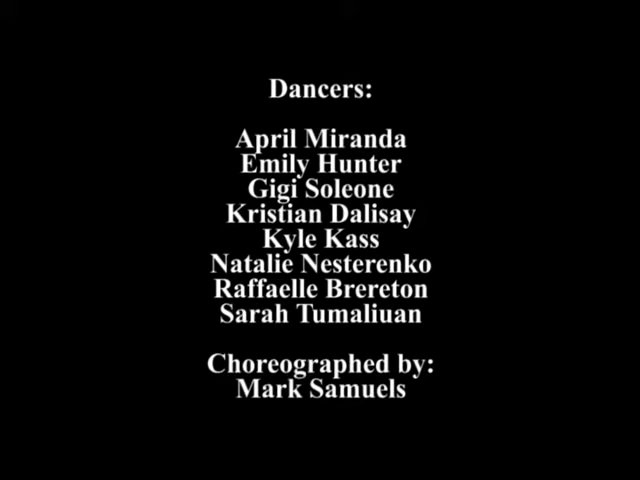 Dancers:
April Miranda
Emily Hunter
Gigi Soleone
Kristian Dalisay
Kyle Kass
Natalie Nesterenko
Raffaelle Brereton
Sarah Tumaliuan
Choreographed by:
Mark Samuels